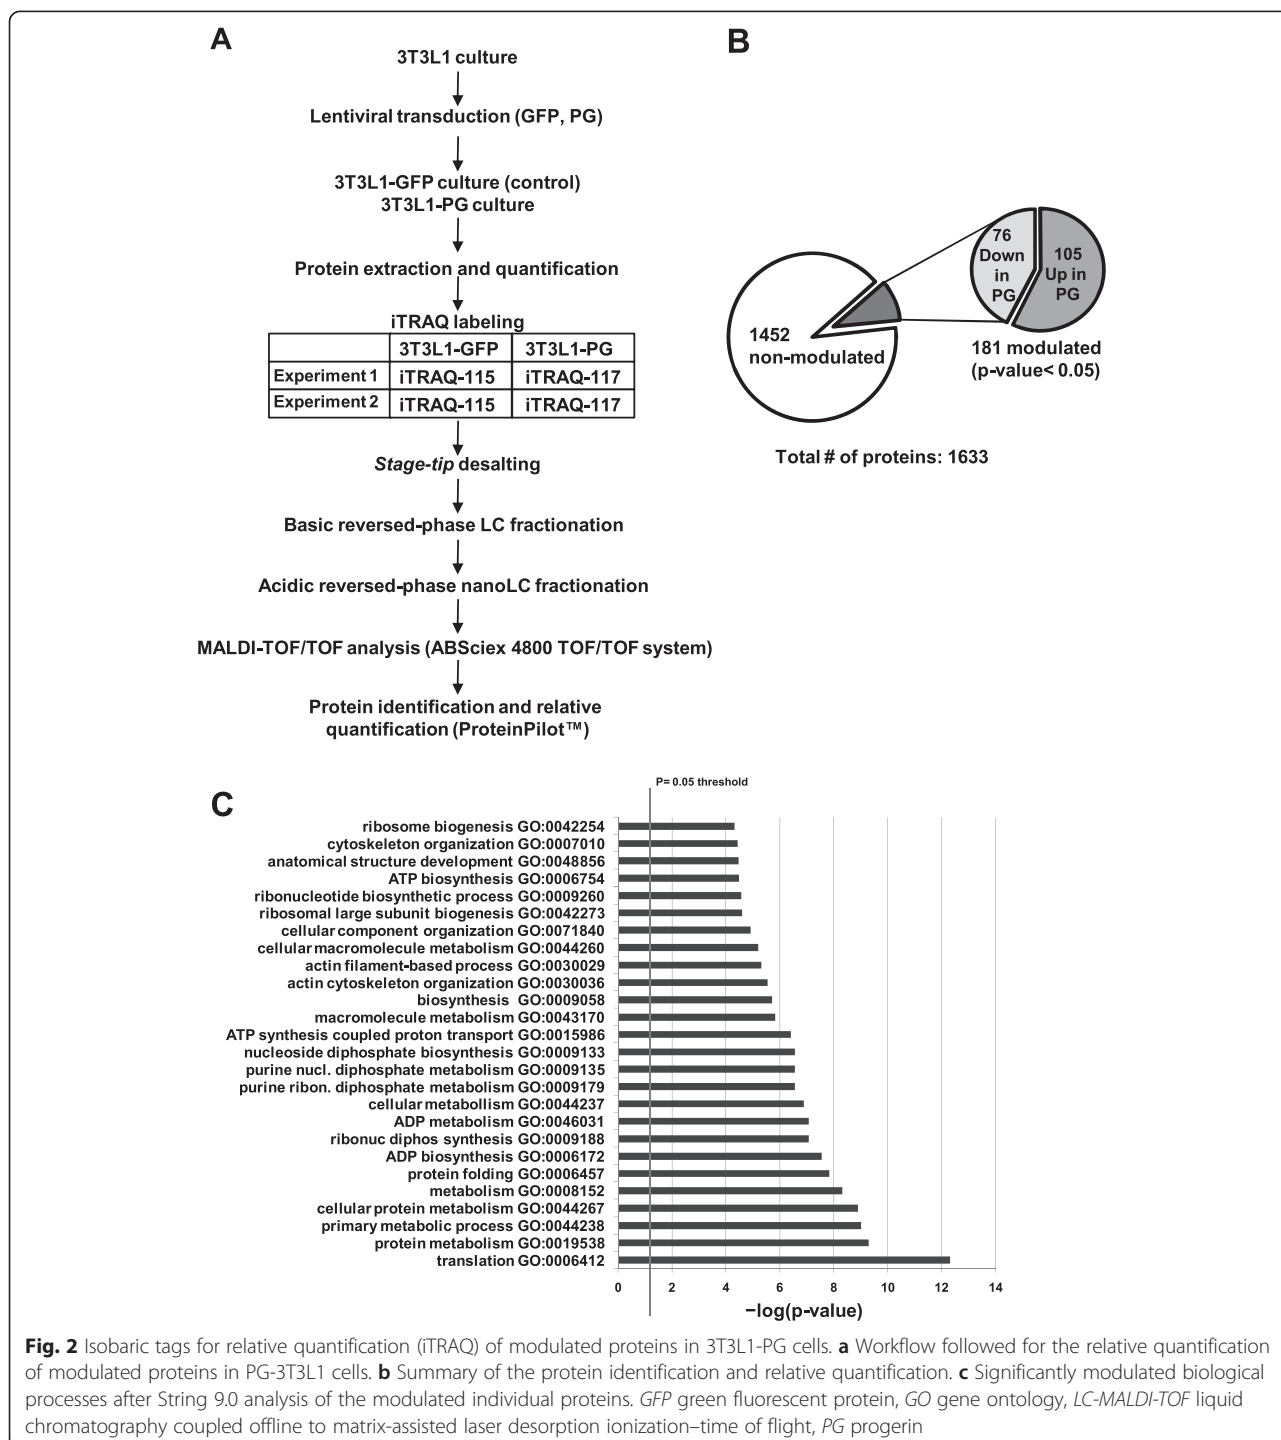 A
3T3L1 culture
Lentiviral transduction (GFP, PG)
3T3L1-GFP culture (control)
3T3L1-PG culture
Protein extraction and quantification
iTRAQ labeling
3T3L1-GFP 3T3L1-PG
Experiment 1 iTRAQ-115 iTRAQ-117
Experiment 2 iTRAQ-115 iTRAQ-117
Stage-tip desalting
Basic reversed-phase LC fractionation
Acidic reversed-phase nanoLC fractionation
MALDI-TOF/TOF analysis (ABSciex 4800 TOF/TOF system)
Protein identification and relative
quantification (ProteinPilot™)
B
1452
non-modulated
76
Down
in
PG
105
Up in
PG
181 modulated
(p-value< 0.05)
Total # of proteins: 1633
C
P= 0.05 threshold
ribosome biogenesis GO:0042254
cytoskeleton organization GO:0007010
anatomical structure development GO:0048856
ATP biosynthesis GO:0006754
ribonucleotide biosynthetic process GO:0009260
ribosomal large subunit biogenesis GO:0042273
cellular component organization GO:0071840
cellular macromolecule metabolism GO:0044260
actin filament-based process GO:0030029
actin cytoskeleton organization GO:0030036
biosynthesis GO:0009058
macromolecule metabolism GO:0043170
ATP synthesis coupled proton transport GO:0015986
nucleoside diphosphate biosynthesis GO:0009133
purine nucl. diphosphate metabolism GO:0009135
purine ribon. diphosphate metabolism GO:0009179
cellular metabollism GO:0044237
ADP metabolism GO:0046031
ribonuc diphos synthesis GO:0009188
ADP biosynthesis GO:0006172
protein folding GO:0006457
metabolism GO:0008152
cellular protein metabolism GO:0044267
primary metabolic process GO:0044238
protein metabolism GO:0019538
translation GO:0006412
0 2 4 6 8 10 12 14
−log(p-value)
Fig. 2 Isobaric tags for relative quantification (iTRAQ) of modulated proteins in 3T3L1-PG cells. a Workflow followed for the relative quantification
of modulated proteins in PG-3T3L1 cells. b Summary of the protein identification and relative quantification. c Significantly modulated biological
processes after String 9.0 analysis of the modulated individual proteins. GFP green fluorescent protein, GO gene ontology, LC-MALDI-TOF liquid
chromatography coupled offline to matrix-assisted laser desorption ionization–time of flight, PG progerin